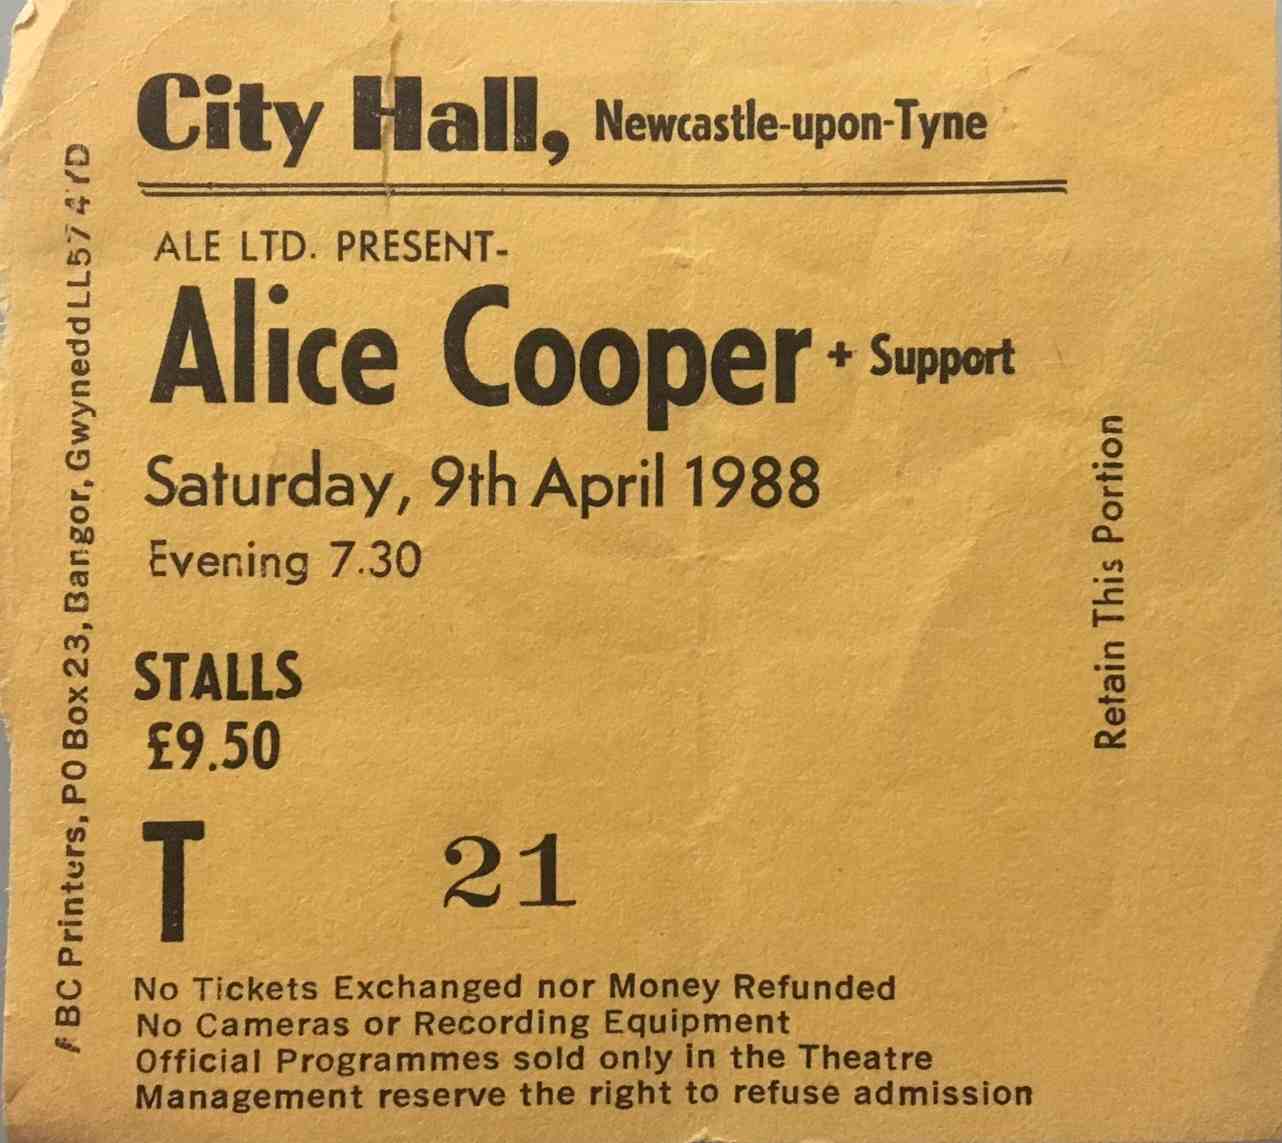 City Hall, Newcastle-upon-Tyne
ALE LTD. PRESENT-
Alice Cooper + Support
Saturday, 9th April 1988
Evening 7.30
STALLS
£9.50
T 21
No Tickets Exchanged nor Money Refunded
No Cameras or Recording Equipment
Official Programmes sold only in the Theatre
Management reserve the right to refuse admission
BC Printers, PO Box 23, Bangor, Gwynedd LL57 4YD
Retain This Portion